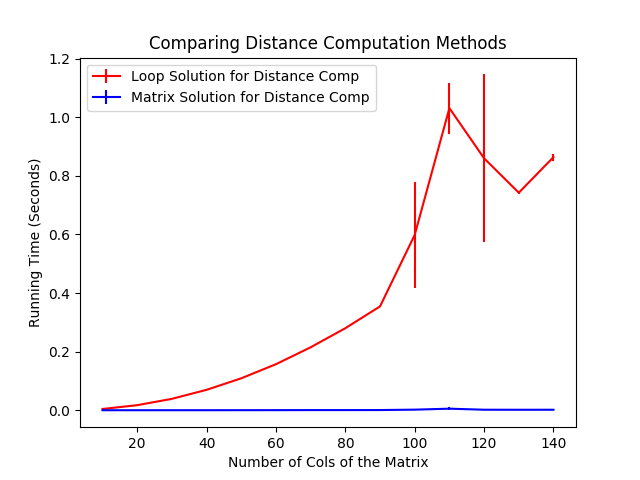 Comparing Distance Computation Methods
Loop Solution for Distance Comp
Matrix Solution for Distance Comp
Running Time (Seconds)
1.2
1.0
0.8
0.6
0.4
0.2
0.0
20 40 60 80 100 120 140
Number of Cols of the Matrix